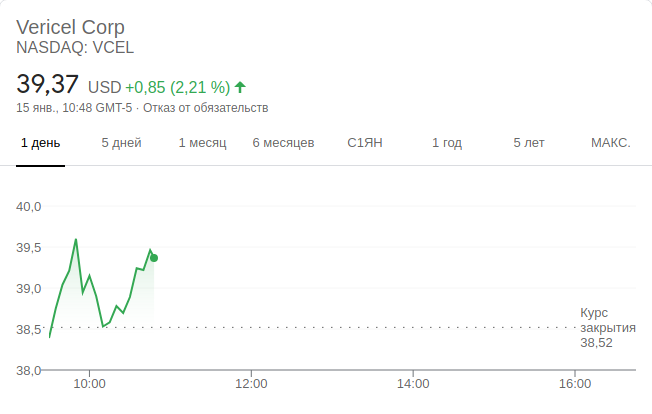 Vericel Corp
NASDAQ: VCEL
39,37 USD +0,85 (2,21 %)
15 янв., 10:48 GMT-5 · Отказ от обязательств
1 день 5 дней 1 месяц 6 месяцев С1ЯН 1 год 5 лет МАКС.
40,0
39,5
39,0
Курс
38,5 закрытия
38,52
38,0
10:00 12:00 14:00 16:00